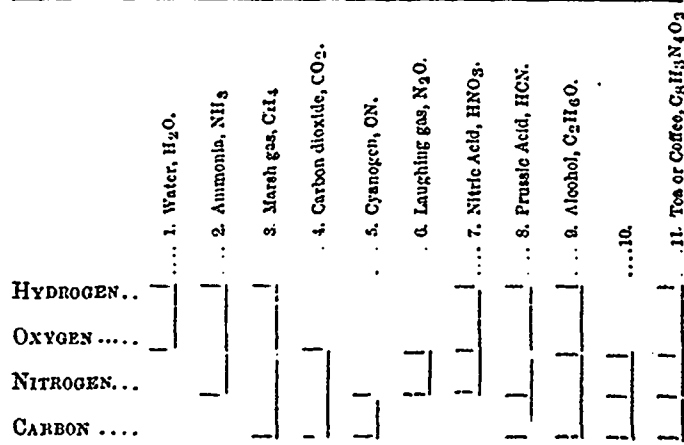 .... 1. Water, H2O.
.... 2. Ammonia, NH3
3. Marsh gas, CH4
. .4. Carbon dioxide, CO2.
. 5. Cyanogen, CN.
. 6. Laughing gas, N2O.
.... 7. Nitric Acid, HNO3.
... 8. Prussic Acid, HCN.
... 9. Alcohol, C2H6O.
....10.
..11. Tea or Coffee, C8H3N4O2
HYDROGEN..
OXYGEN .....
NITROGEN...
CARBON ....